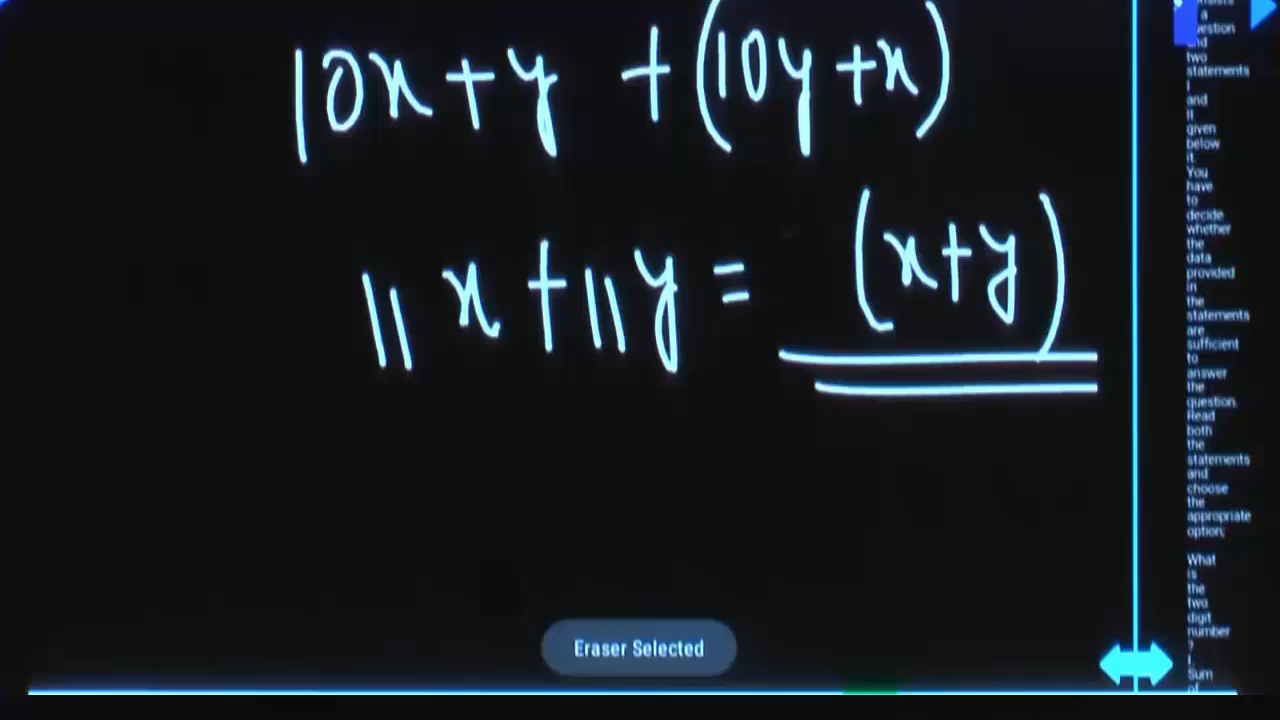 10x+y +(10y+x)
11x+11y= (x+y)
Eraser Selected
a
question
and
two
statements
I
and
II
given
below
it.
You
have
to
decide
whether
the
data
provided
in
the
statements
are
sufficient
to
answer
the
question.
Read
both
the
statements
and
choose
the
appropriate
option;
What
is
the
two
digit
number
?
I.
Sum
of